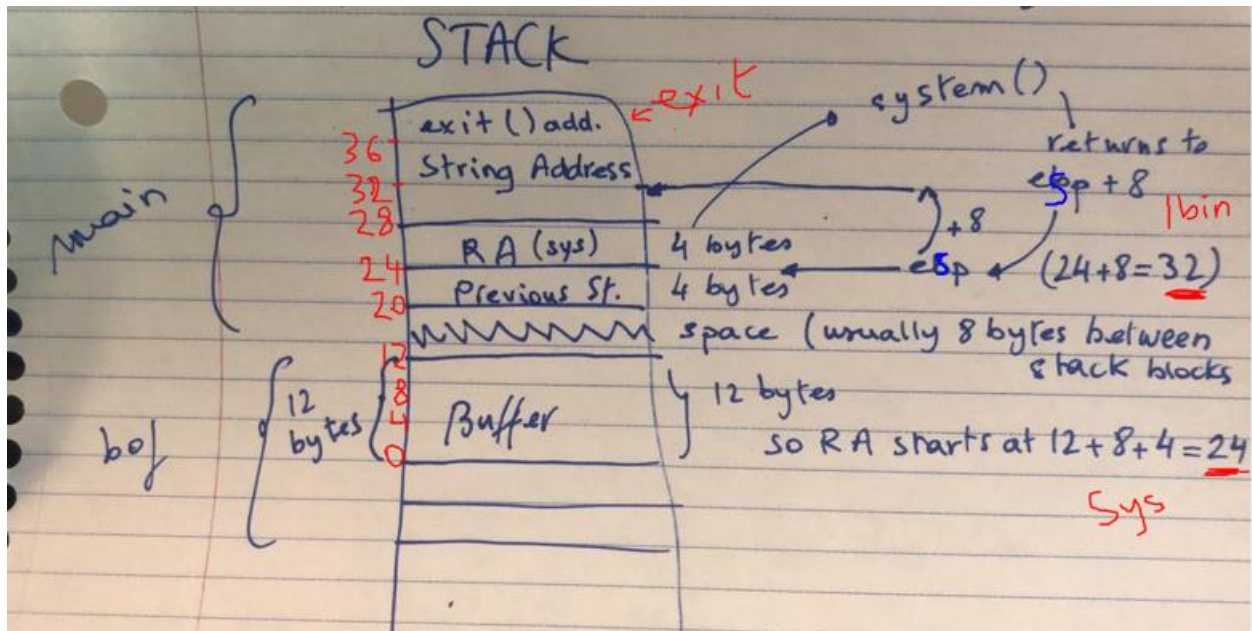 STACK
exit
exit () add.
system()
36
String Address
returns to
32
ebp + 8
28
+8
1bin
main
RA (sys)
4 bytes
24
(24+8=32)
Previous St.
4 bytes
20
space (usually 8 bytes between
stack blocks
12
8
4
0
12
bytes
Buffer
12 bytes
bof
so RA starts at 12+8+4=24
Sys